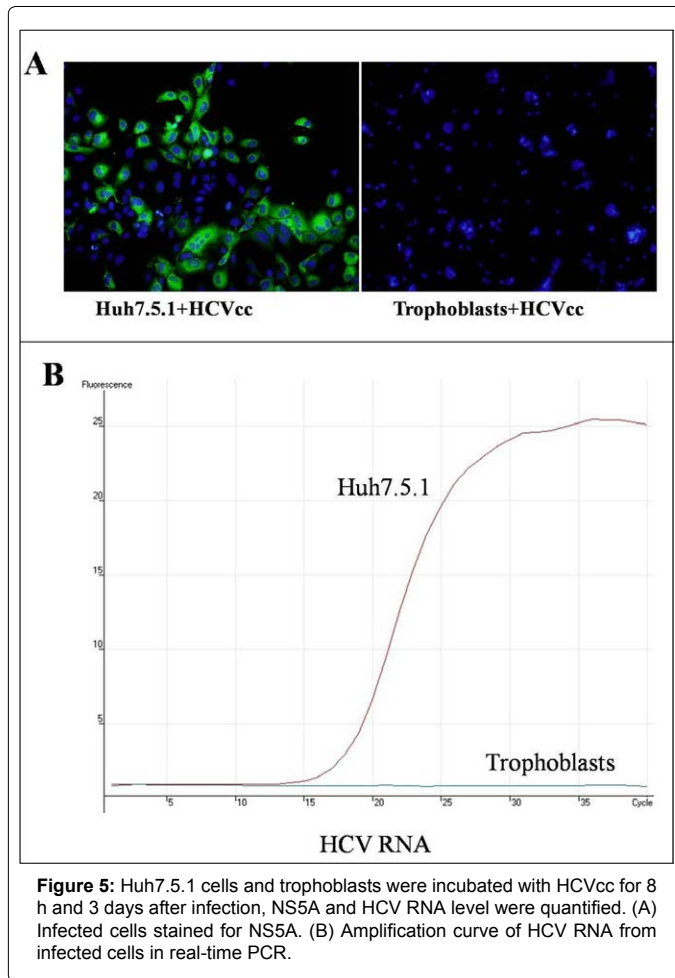 A
Huh7.5.1+HCVcc
Trophoblasts+HCVcc
B
Fluorescence
25
20
15
10
5
Huh7.5.1
Trophoblasts
5
10
15
20
25
30
35
Cycle
HCV RNA
Figure 5: Huh7.5.1 cells and trophoblasts were incubated with HCVcc for 8
h and 3 days after infection, NS5A and HCV RNA level were quantified. (A)
Infected cells stained for NS5A. (B) Amplification curve of HCV RNA from
infected cells in real-time PCR.